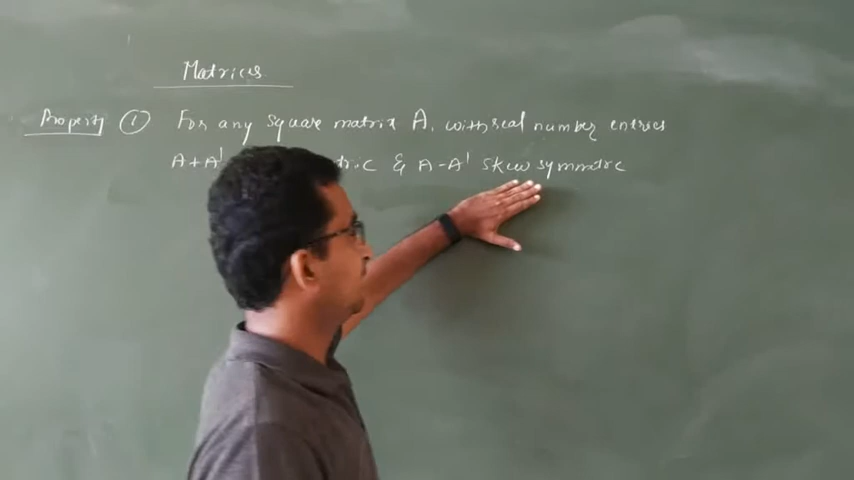 Matrices
Property ① For any square matrix A, with real number entries
A+A' tric & A-A' skew symmetric